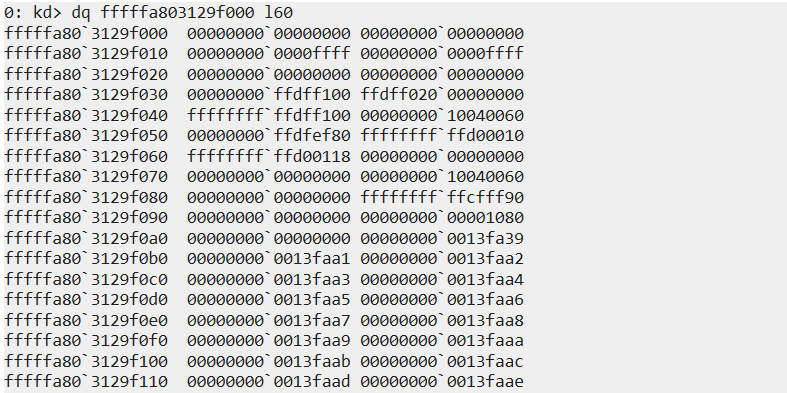 0: kd> dq fffffa803129f000 l60
fffffa80`3129f000  00000000`00000000 00000000`00000000
fffffa80`3129f010  00000000`0000ffff 00000000`0000ffff
fffffa80`3129f020  00000000`00000000 00000000`00000000
fffffa80`3129f030  00000000`ffdff100 ffdff020`00000000
fffffa80`3129f040  ffffffff`ffdff100 00000000`10040060
fffffa80`3129f050  00000000`ffdfef80 ffffffff`ffd00010
fffffa80`3129f060  ffffffff`ffd00118 00000000`00000000
fffffa80`3129f070  00000000`00000000 00000000`10040060
fffffa80`3129f080  00000000`00000000 ffffffff`ffcfff90
fffffa80`3129f090  00000000`00000000 00000000`00001080
fffffa80`3129f0a0  00000000`00000000 00000000`0013fa39
fffffa80`3129f0b0  00000000`0013faa1 00000000`0013faa2
fffffa80`3129f0c0  00000000`0013faa3 00000000`0013faa4
fffffa80`3129f0d0  00000000`0013faa5 00000000`0013faa6
fffffa80`3129f0e0  00000000`0013faa7 00000000`0013faa8
fffffa80`3129f0f0  00000000`0013faa9 00000000`0013faaa
fffffa80`3129f100  00000000`0013faab 00000000`0013faac
fffffa80`3129f110  00000000`0013faad 00000000`0013faae